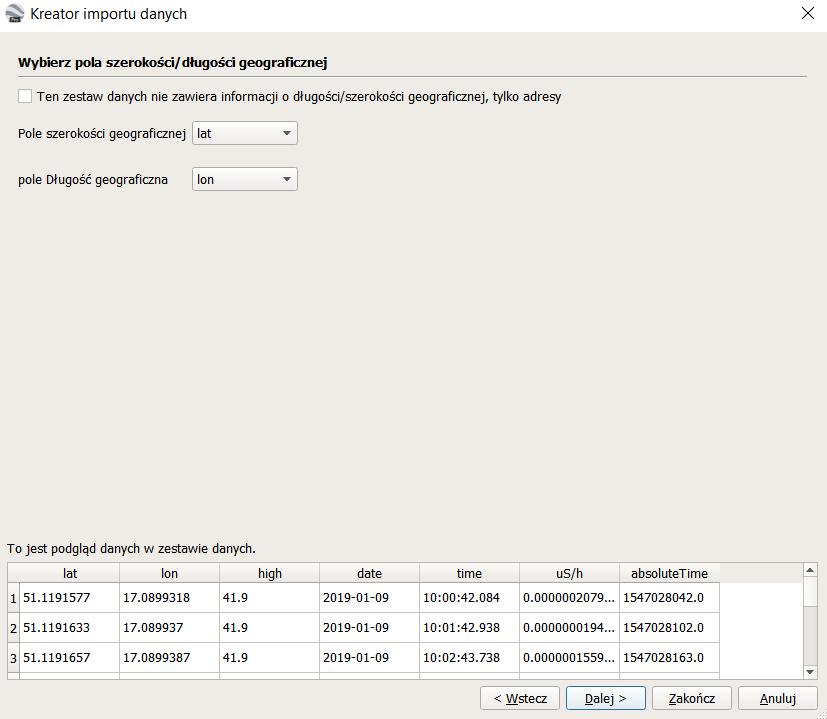 Kreator importu danych
Wybierz pola szerokości/długości geograficznej
Ten zestaw danych nie zawiera informacji o długości/szerokości geograficznej, tylko adresy
Pole szerokości geograficznej lat
pole Długość geograficzna lon
To jest podgląd danych w zestawie danych.
lat lon high date time uS/h absoluteTime
1 51.1191577 17.0899318 41.9 2019-01-09 10:00:42.084 0.0000002079... 1547028042.0
2 51.1191633 17.089937 41.9 2019-01-09 10:01:42.938 0.0000000194... 1547028102.0
3 51.1191657 17.0899387 41.9 2019-01-09 10:02:43.738 0.0000001559... 1547028163.0
< Wstecz Dalej > Zakończ Anuluj